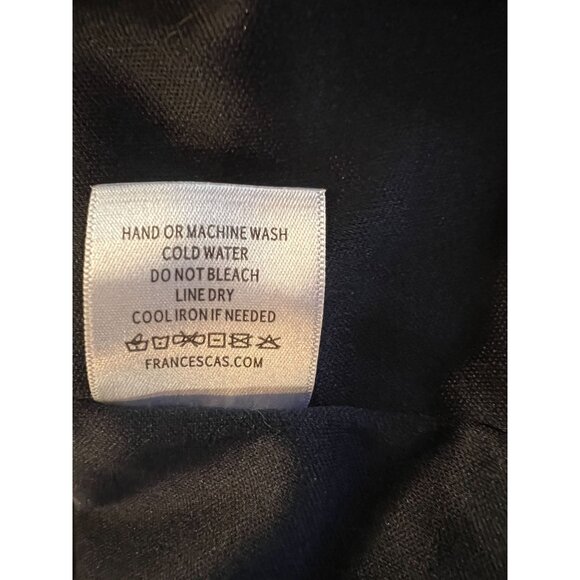 HAND OR MACHINE WASH
COLD WATER
DO NOT BLEACH
LINE DRY
COOL IRON IF NEEDED
FRANCESCAS.COM